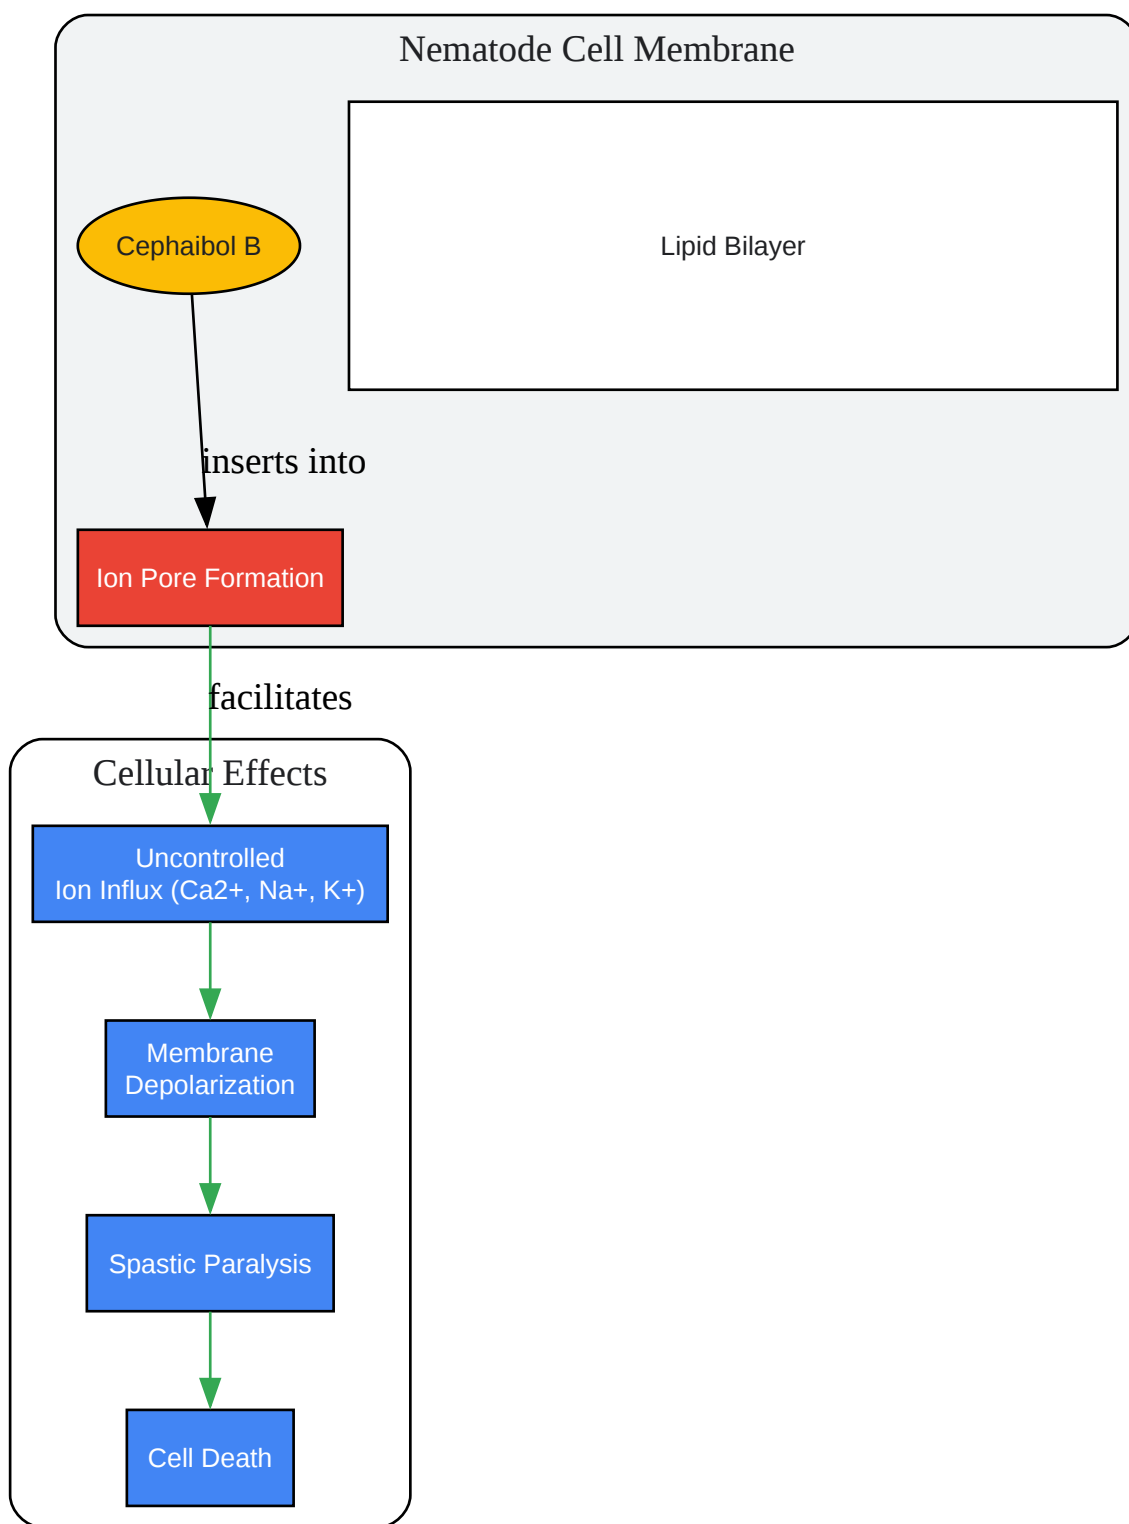 Nematode Cell Membrane
Cephaibol B
Lipid Bilayer
inserts into
Ion Pore Formation
facilitates
Cellular Effects
Uncontrolled
Ion Influx (Ca2+, Na+, K+)
Membrane
Depolarization
Spastic Paralysis
Cell Death